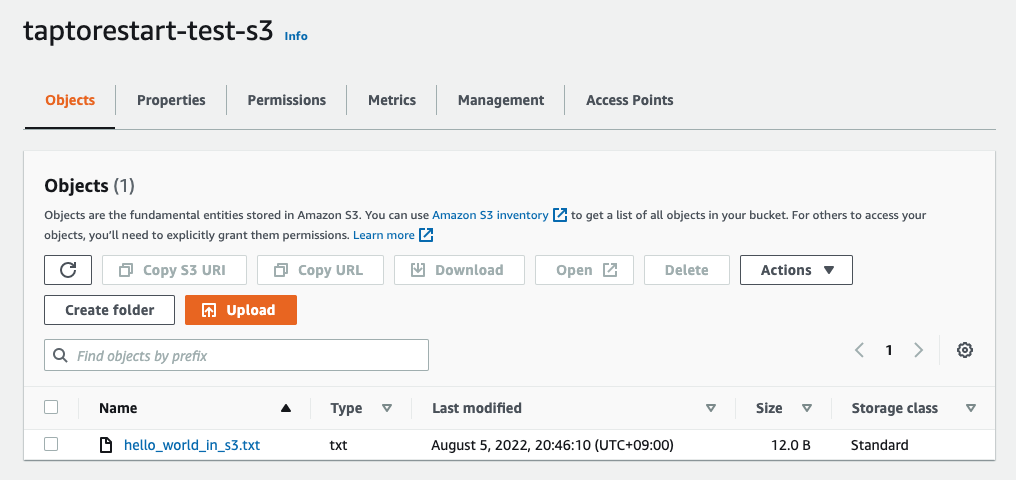 taptorestart-test-s3 Info
Objects Properties Permissions Metrics Management Access Points
Objects (1)
Objects are the fundamental entities stored in Amazon S3. You can use Amazon S3 inventory to get a list of all objects in your bucket. For others to access your
objects, you'll need to explicitly grant them permissions. Learn more
Copy S3 URI Copy URL Download Open Delete Actions
Create folder Upload
Find objects by prefix 1
Name Type Last modified Size Storage class
hello_world_in_s3.txt txt August 5, 2022, 20:46:10 (UTC+09:00) 12.0 B Standard